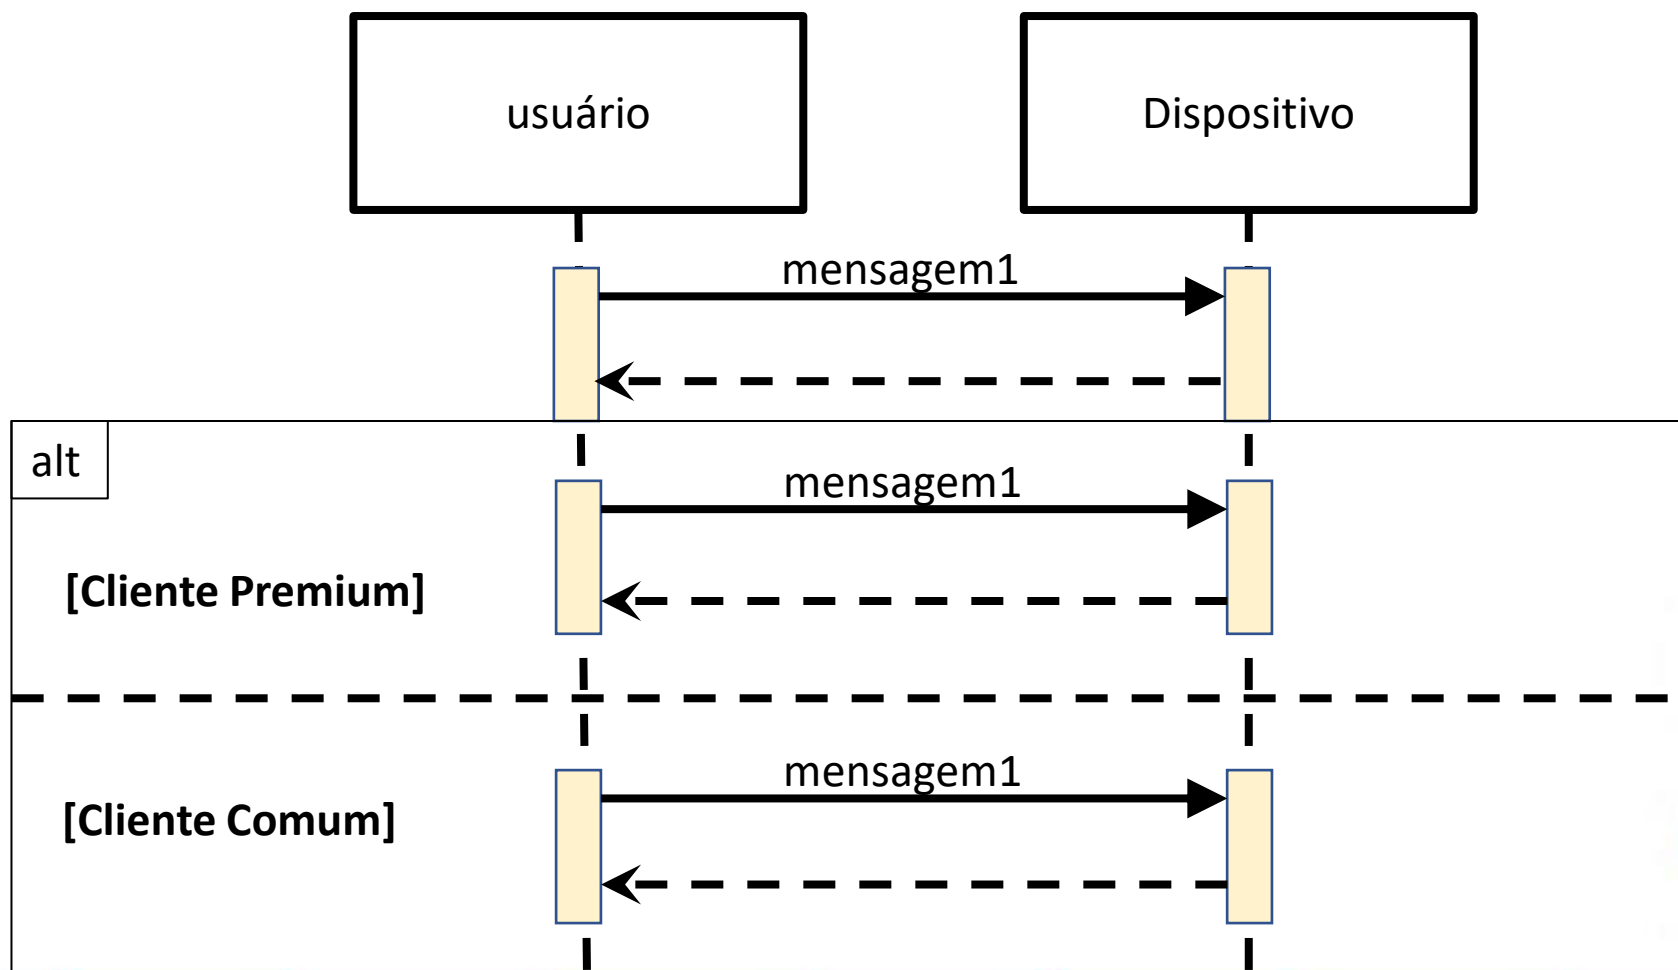 usuário
Dispositivo
mensagem1
alt
mensagem1
[Cliente Premium]
mensagem1
[Cliente Comum]